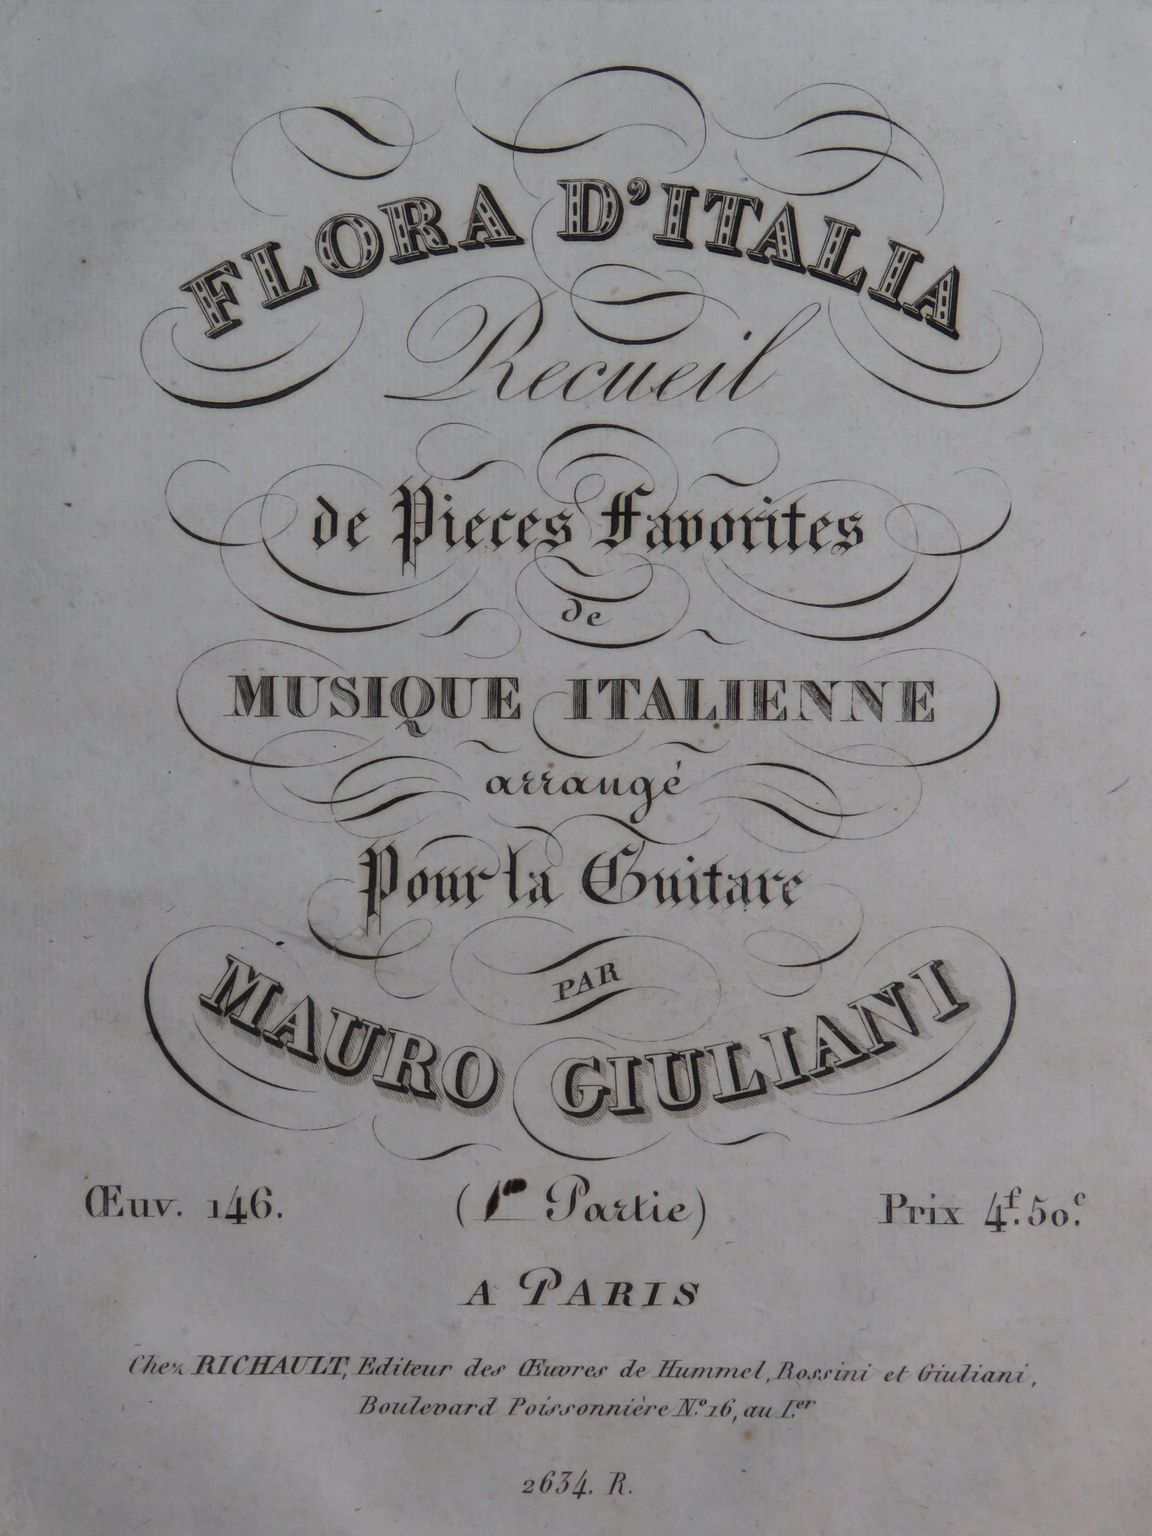 FLORA D'ITALIA
Recueil
de Pieces Favorites
de
MUSIQUE ITALIENNE
arrangé
Pour la Guitare
PAR
MAURO GIULIANI
Œuv. 146. (1re Partie) Prix 4f. 50c.
A PARIS
Chez RICHAULT, Editeur des Œuvres de Hummel, Rossini et Giuliani,
Boulevard Poissonnière N.o 16, au I.er
2634. R.